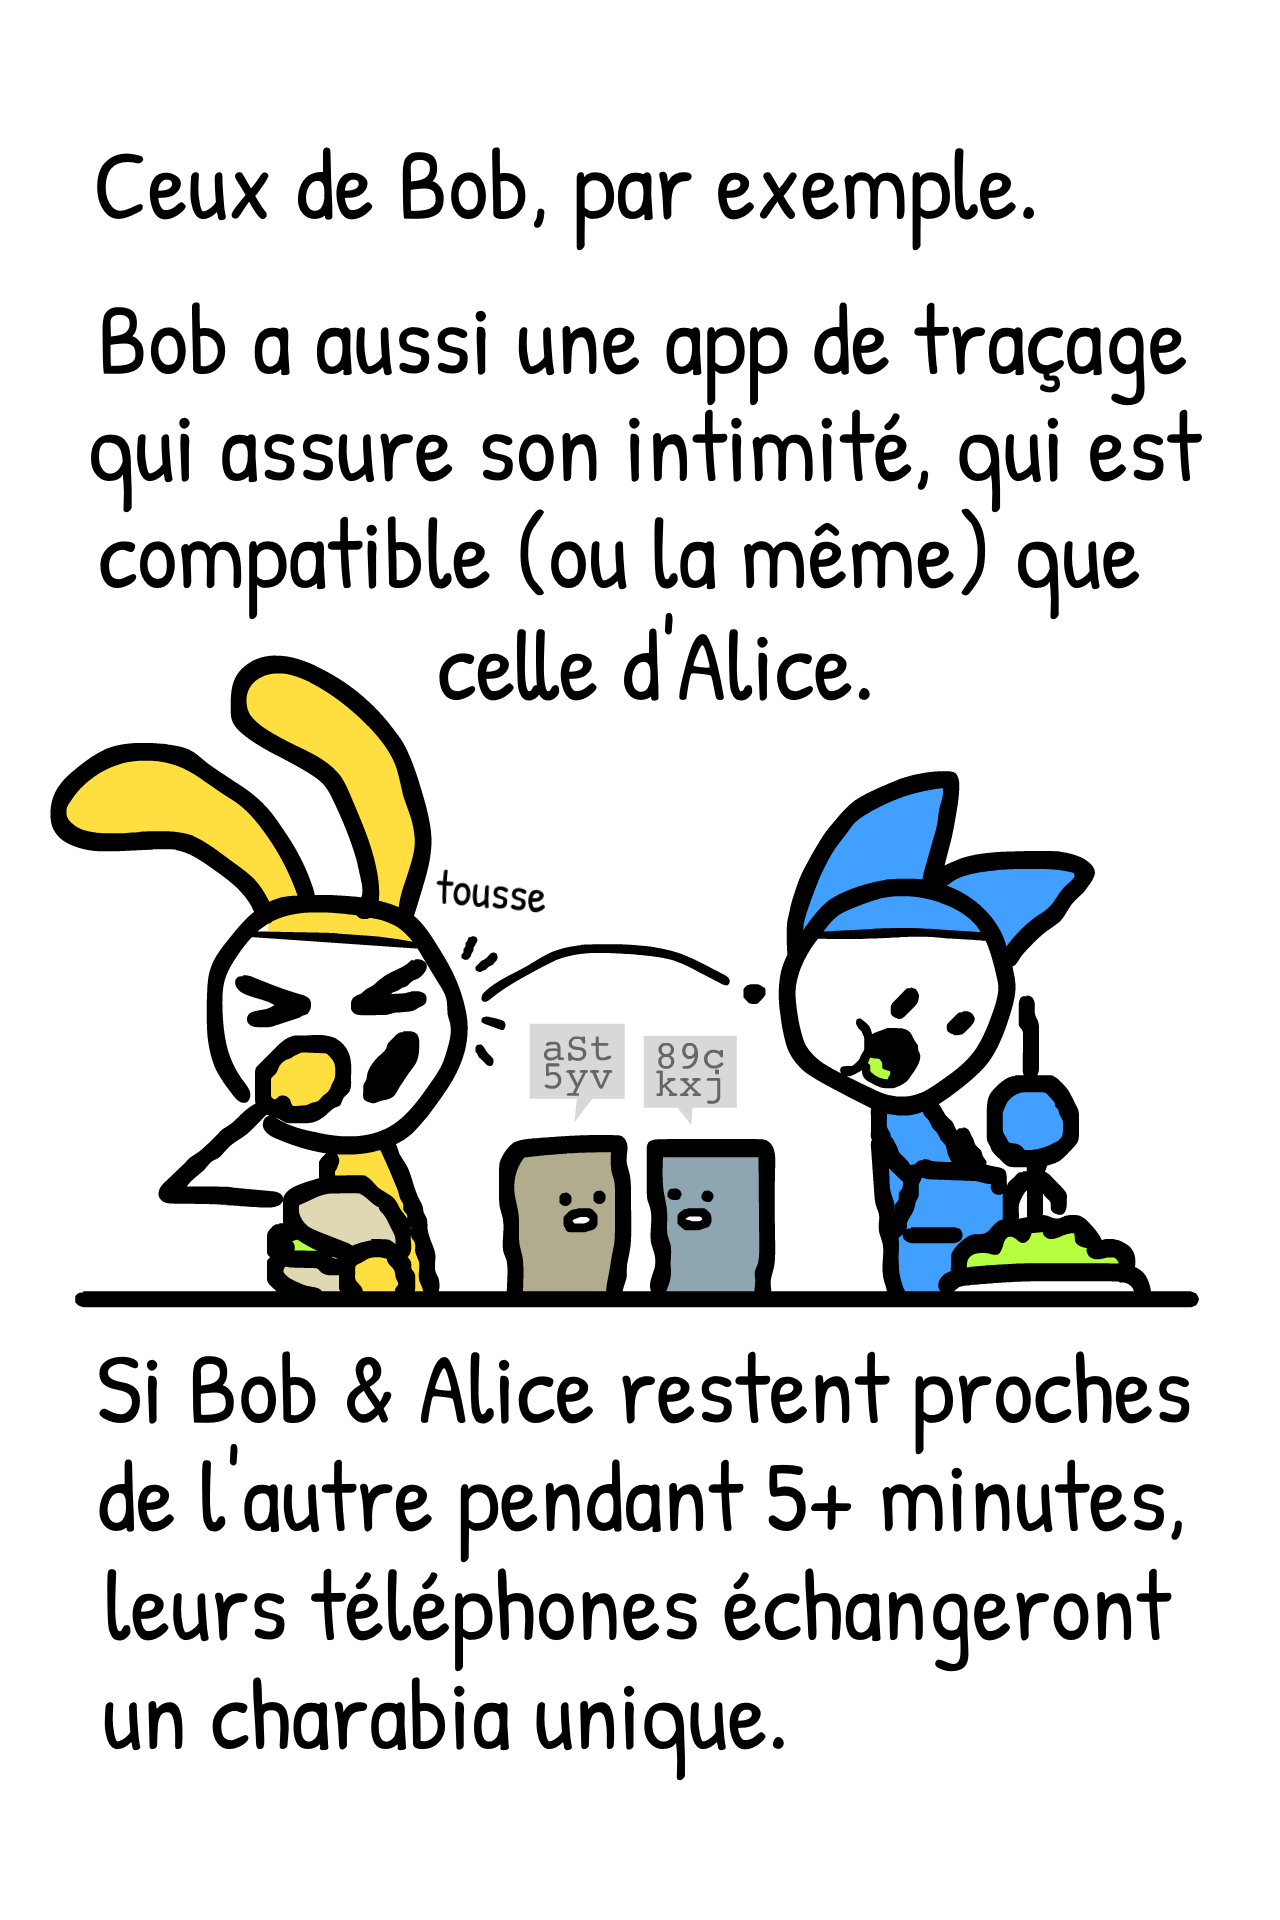 Ceux de Bob, par exemple.
Bob a aussi une app de traçage
qui assure son intimité, qui est
compatible (ou la même) que
celle d'Alice.
tousse
aSt
5yv
89ç
kxj
Si Bob & Alice restent proches
de l'autre pendant 5+ minutes,
leurs téléphones échangeront
un charabia unique.